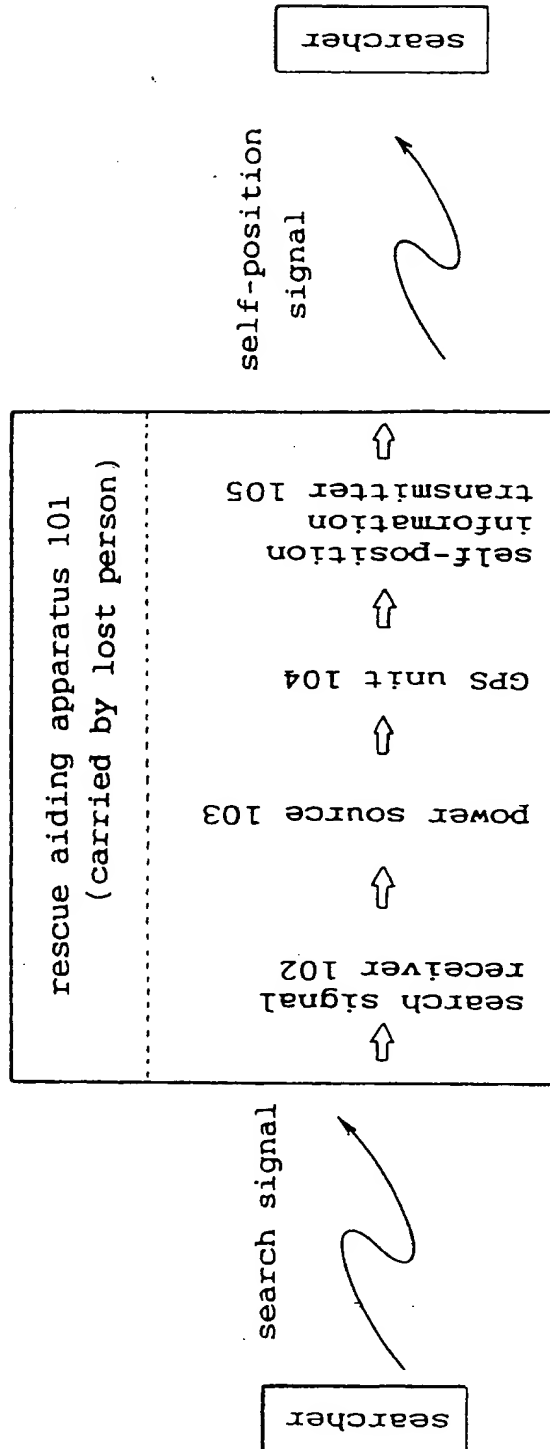 searcher
search signal
rescue aiding apparatus 101
(carried by lost person)
search signal
receiver 102
power source 103
GPS unit 104
self-position
information
transmitter 105
self-position
signal
searcher